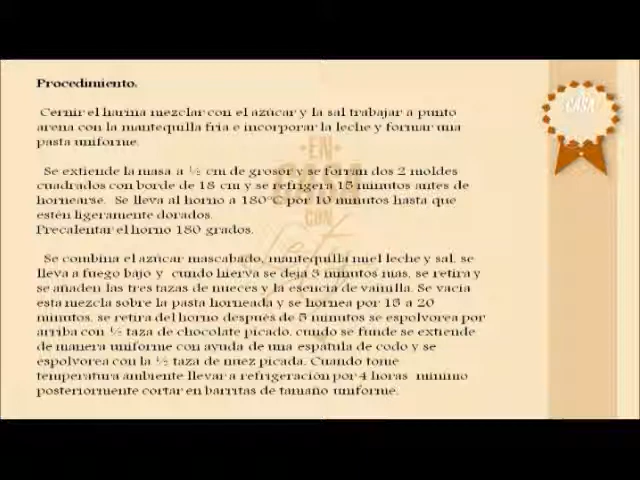 Procedimiento.
Cernir el harina mezclar con el azúcar y la sal trabajar a punto
arena con la mantequilla fría e incorporar la leche y formar una
pasta uniforme.
Se extiende la masa a ½ cm de grosor y se forran dos 2 moldes
cuadrados con borde de 18 cm y se refrigera 15 minutos antes de
hornearse. Se lleva al horno a 180°C por 10 minutos hasta que
estén ligeramente dorados.
Precalentar el horno 180 grados.
Se combina el azúcar mascabado, mantequilla miel leche y sal, se
lleva a fuego bajo y cundo hierva se deja 3 minutos mas, se retira y
se añaden las tres tazas de nueces y la esencia de vainilla. Se vacía
esta mezcla sobre la pasta horneada y se hornea por 15 a 20
minutos, se retira del horno después de 5 minutos se espolvorea por
arriba con ½ taza de chocolate picado, cundo se funde se extiende
de manera uniforme con ayuda de una espatula de codo y se
espolvorea con la ½ taza de nuez picada. Cuando tome
temperatura ambiente llevar a refrigeración por 4 horas mínimo
posteriormente cortar en barritas de tamaño uniforme.
EN
CASA
CON
Lety
CASA